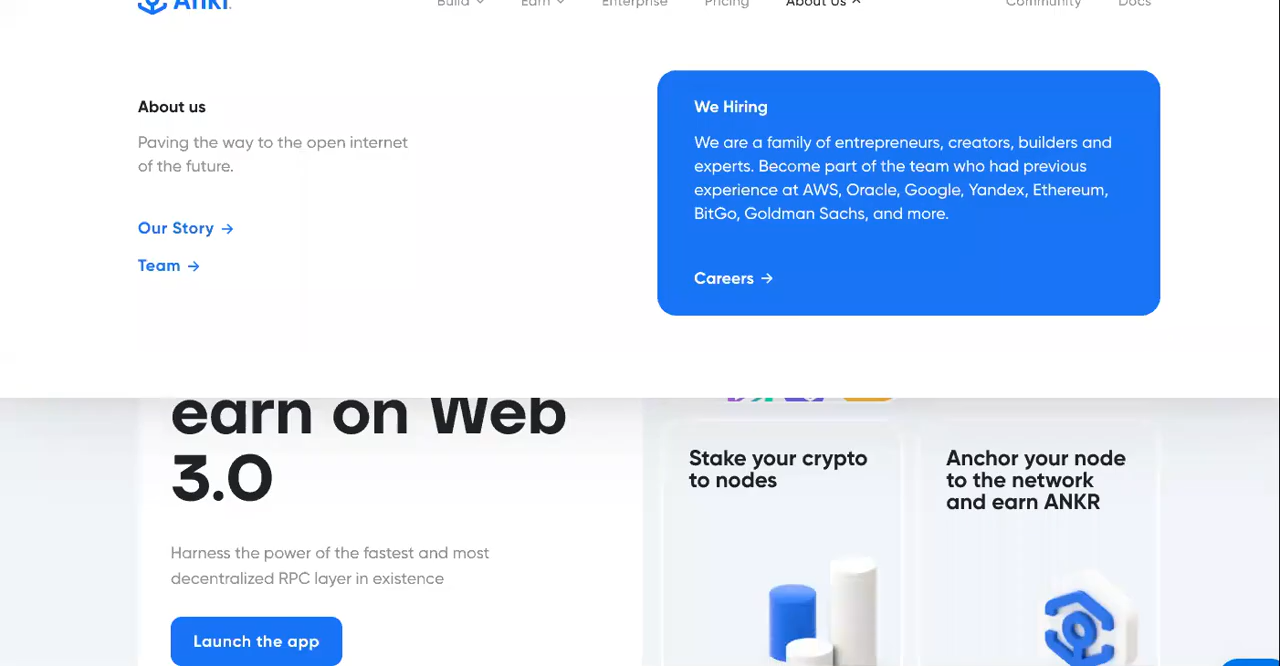 Ankr
Build
Earn
Enterprise
Pricing
About Us
Community
Docs
About us
Paving the way to the open internet
of the future.
Our Story →
Team →
We Hiring
We are a family of entrepreneurs, creators, builders and
experts. Become part of the team who had previous
experience at AWS, Oracle, Google, Yandex, Ethereum,
BitGo, Goldman Sachs, and more.
Careers →
earn on Web
3.0
Harness the power of the fastest and most
decentralized RPC layer in existence
Launch the app
Stake your crypto
to nodes
Anchor your node
to the network
and earn ANKR